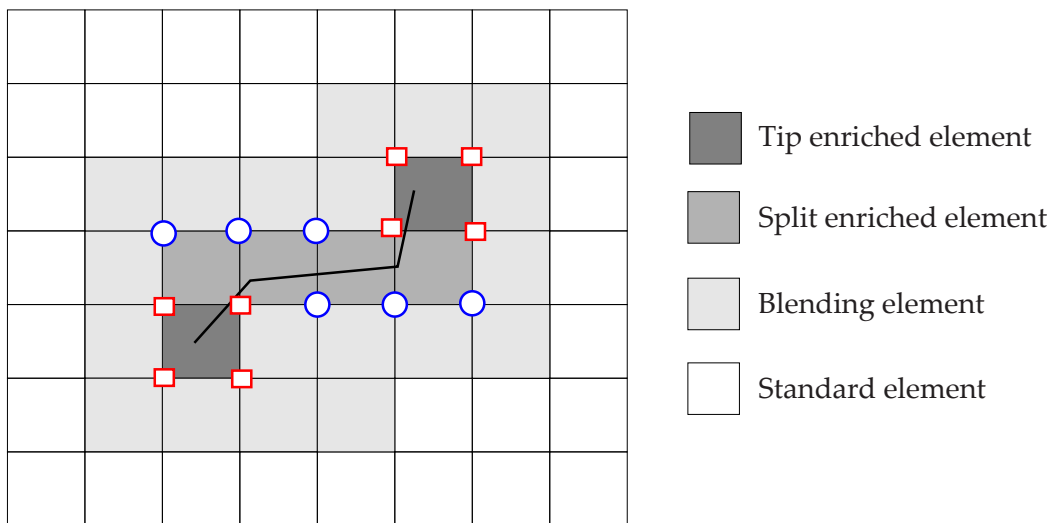 Tip enriched element
Split enriched element
Blending element
Standard element